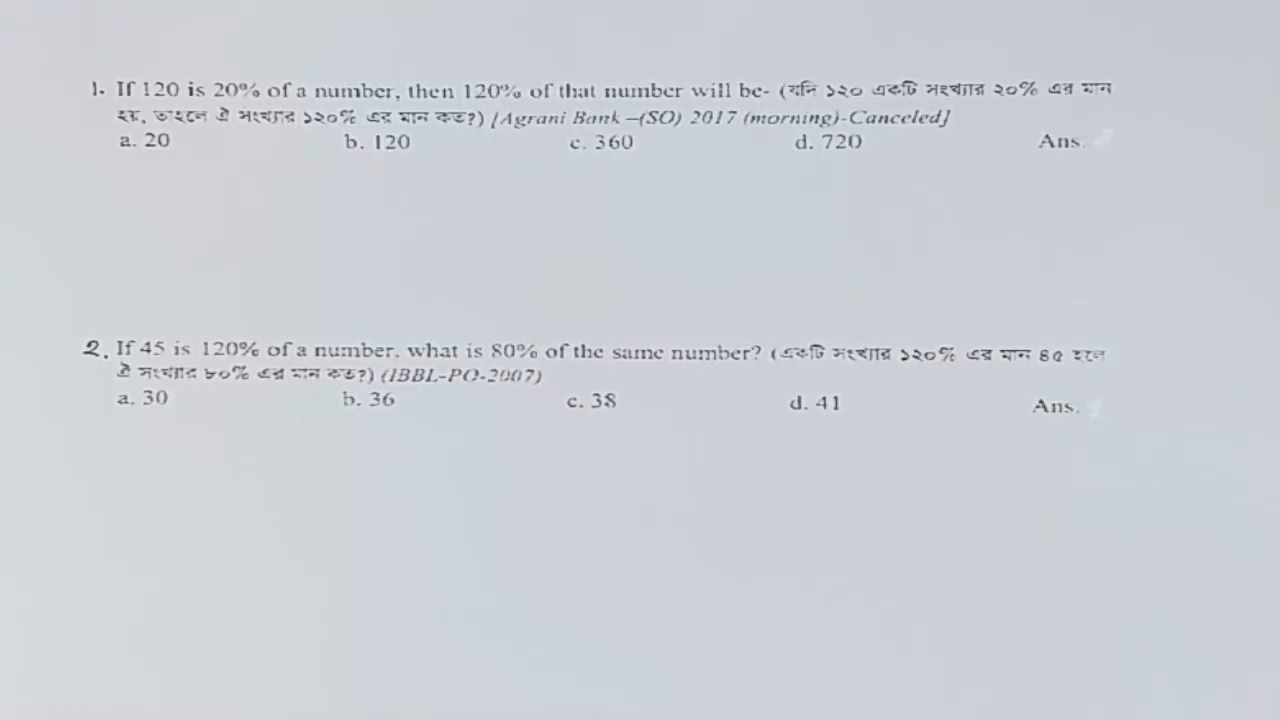 1. If 120 is 20% of a number, then 120% of that number will be- (যদি ১২০ একটি সংখ্যার ২০% এর মান
হয়, তাহলে ঐ সংখ্যার ১২০% এর মান কত?) [Agrani Bank –(SO) 2017 (morning)-Canceled]
a. 20 b. 120 c. 360 d. 720 Ans.
2. If 45 is 120% of a number, what is 80% of the same number? (একটি সংখ্যার ১২০% এর মান ৪৫ হলে
ঐ সংখ্যার ৮০% এর মান কত?) (IBBL-PO-2007)
a. 30 b. 36 c. 38 d. 41 Ans.